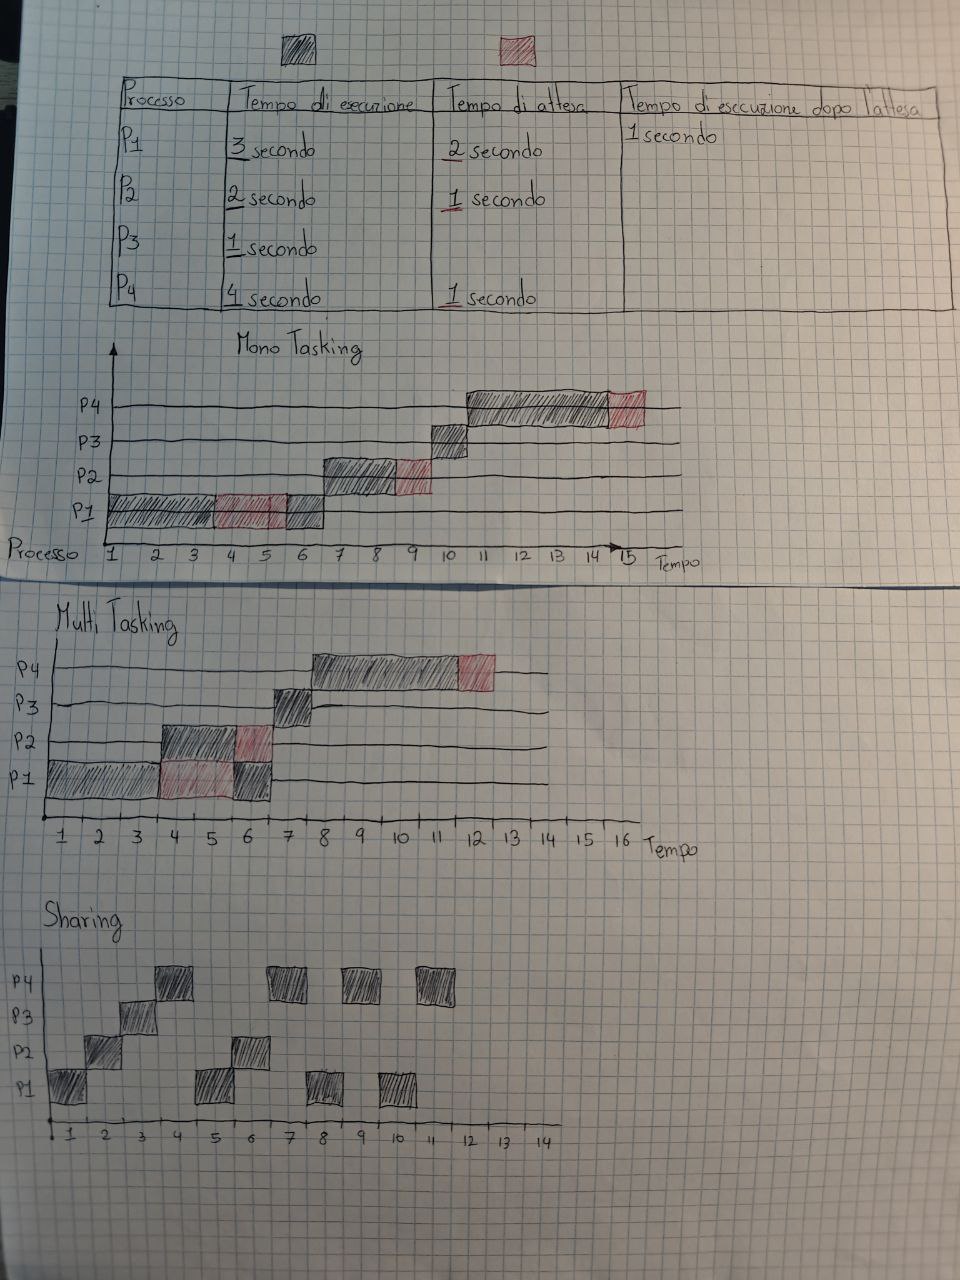 Processo Tempo di esecuzione Tempo di attesa Tempo di esccuzione dopo l'attesa
P1 3 secondo 2 secondo 1 secondo
P2 2 secondo 1 secondo
P3 1 secondo
P4 4 secondo 1 secondo
Mono Tasking
P4
P3
P2
P1
Processo 1 2 3 4 5 6 7 8 9 10 11 12 13 14 15 Tempo
Multi Tasking
P4
P3
P2
P1
1 2 3 4 5 6 7 8 9 10 11 12 13 14 15 16 Tempo
Sharing
P4
P3
P2
P1
1 2 3 4 5 6 7 8 9 10 11 12 13 14